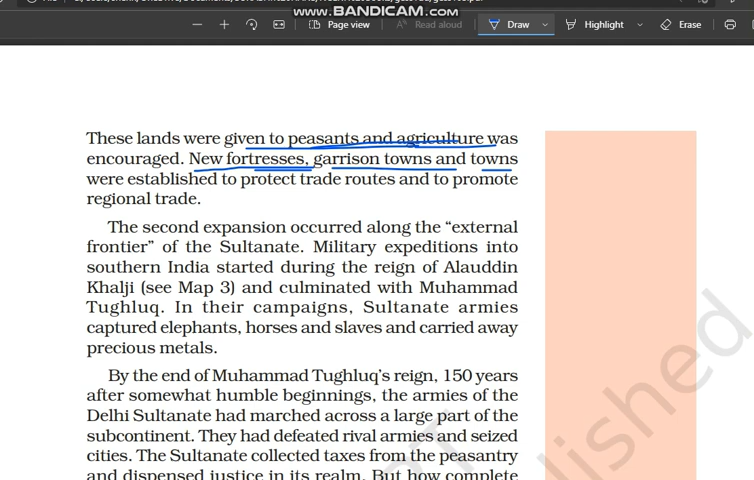 www.BANDICAM.com
Page view
Read aloud
Draw
Highlight
Erase
These lands were given to peasants and agriculture was
encouraged. New fortresses, garrison towns and towns
were established to protect trade routes and to promote
regional trade.
The second expansion occurred along the “external
frontier” of the Sultanate. Military expeditions into
southern India started during the reign of Alauddin
Khalji (see Map 3) and culminated with Muhammad
Tughluq. In their campaigns, Sultanate armies
captured elephants, horses and slaves and carried away
precious metals.
By the end of Muhammad Tughluq’s reign, 150 years
after somewhat humble beginnings, the armies of the
Delhi Sultanate had marched across a large part of the
subcontinent. They had defeated rival armies and seized
cities. The Sultanate collected taxes from the peasantry
and dispensed justice in its realm. But how complete